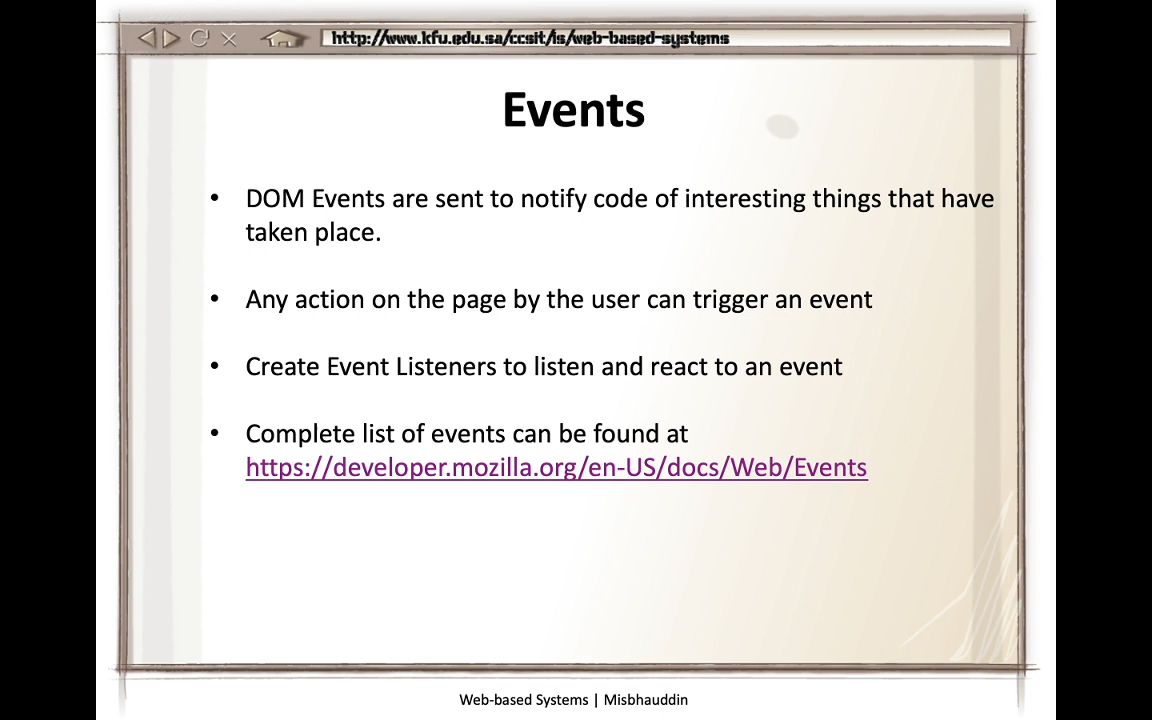 http://www.kfu.edu.sa/ccsit/is/web-based-systems
Events
• DOM Events are sent to notify code of interesting things that have
taken place.
• Any action on the page by the user can trigger an event
• Create Event Listeners to listen and react to an event
• Complete list of events can be found at
https://developer.mozilla.org/en-US/docs/Web/Events
Web-based Systems | Misbhauddin